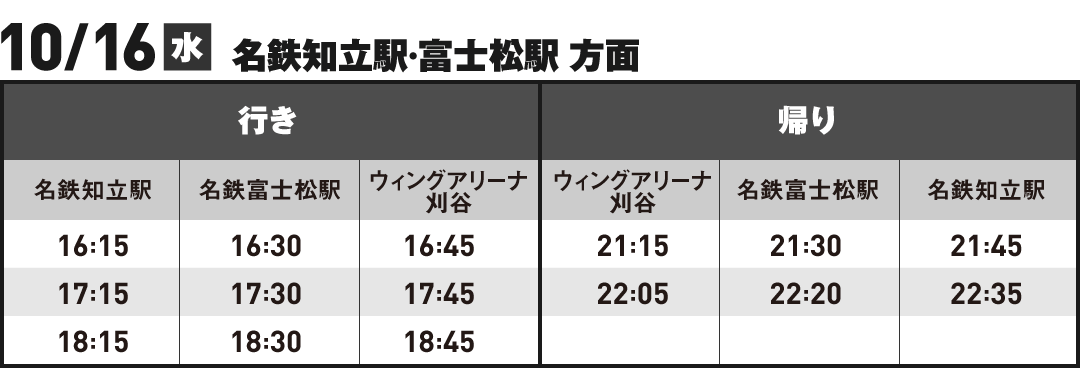 10/16 水 名鉄知立駅・富士松駅 方面
行き 帰り
名鉄知立駅 名鉄富士松駅 ウィングアリーナ刈谷 ウィングアリーナ刈谷 名鉄富士松駅 名鉄知立駅
16:15 16:30 16:45 21:15 21:30 21:45
17:15 17:30 17:45 22:05 22:20 22:35
18:15 18:30 18:45